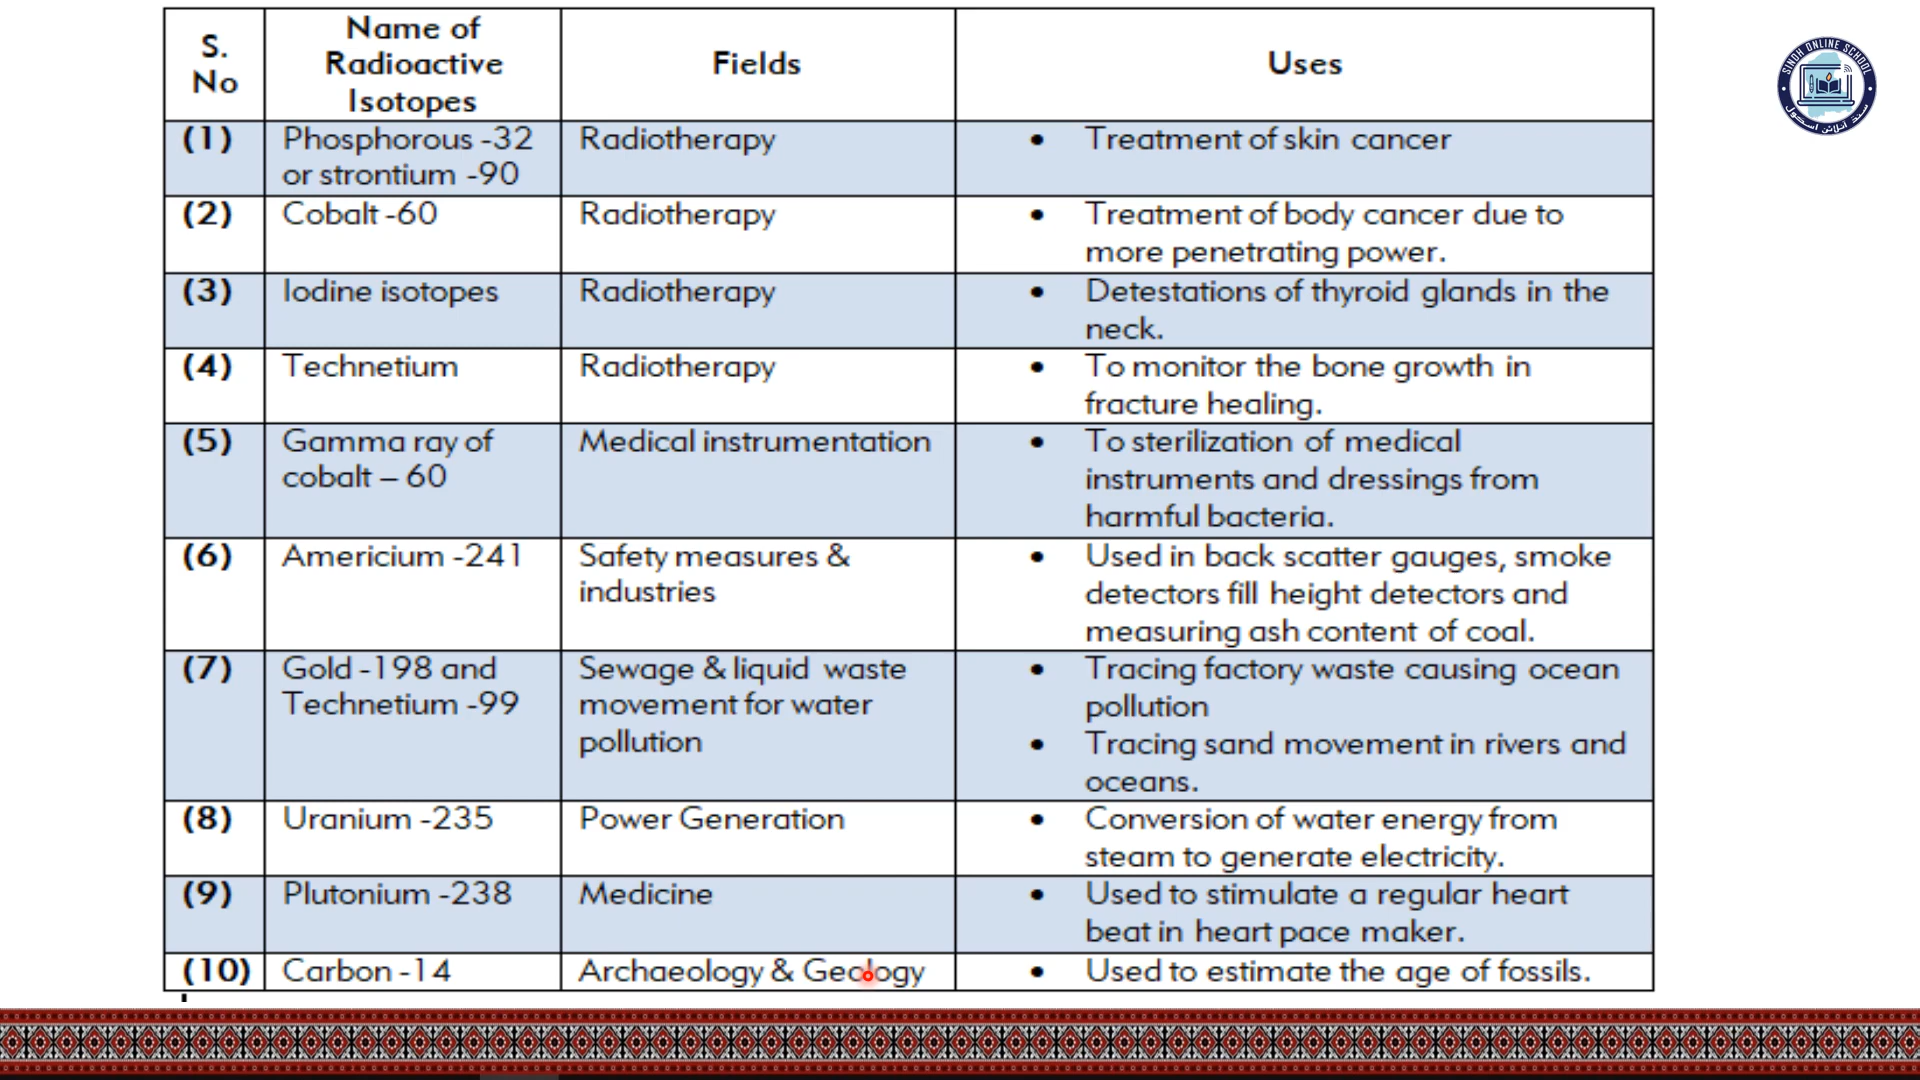 S. No
Name of Radioactive Isotopes
Fields
Uses
(1)
Phosphorous -32
or strontium -90
Radiotherapy
• Treatment of skin cancer
(2)
Cobalt -60
Radiotherapy
• Treatment of body cancer due to
more penetrating power.
(3)
Iodine isotopes
Radiotherapy
• Detestations of thyroid glands in the
neck.
(4)
Technetium
Radiotherapy
• To monitor the bone growth in
fracture healing.
(5)
Gamma ray of
cobalt – 60
Medical instrumentation
• To sterilization of medical
instruments and dressings from
harmful bacteria.
(6)
Americium -241
Safety measures &
industries
• Used in back scatter gauges, smoke
detectors fill height detectors and
measuring ash content of coal.
(7)
Gold -198 and
Technetium -99
Sewage & liquid waste
movement for water
pollution
• Tracing factory waste causing ocean
pollution
• Tracing sand movement in rivers and
oceans.
(8)
Uranium -235
Power Generation
• Conversion of water energy from
steam to generate electricity.
(9)
Plutonium -238
Medicine
• Used to stimulate a regular heart
beat in heart pace maker.
(10)
Carbon -14
Archaeology & Geology
• Used to estimate the age of fossils.
SINDH ONLINE SCHOOL
سنڌ آنلائن اسڪول